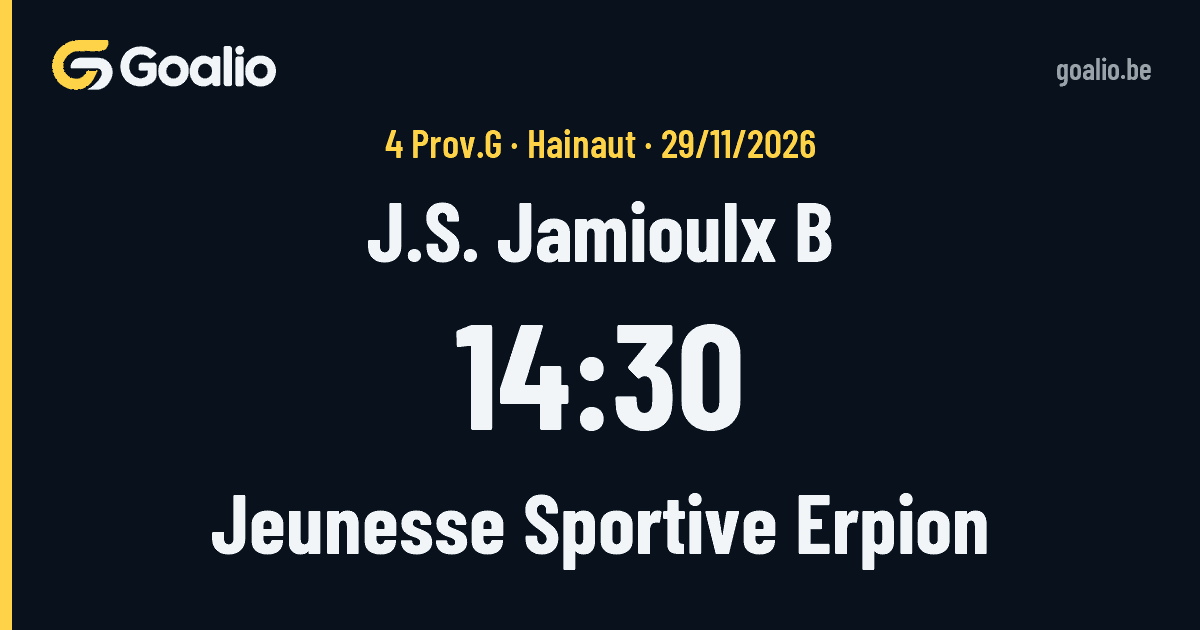 Goalio
goalio.be
4 Prov.G · Hainaut · 29/11/2026
J.S. Jamioulx B
14:30
Jeunesse Sportive Erpion